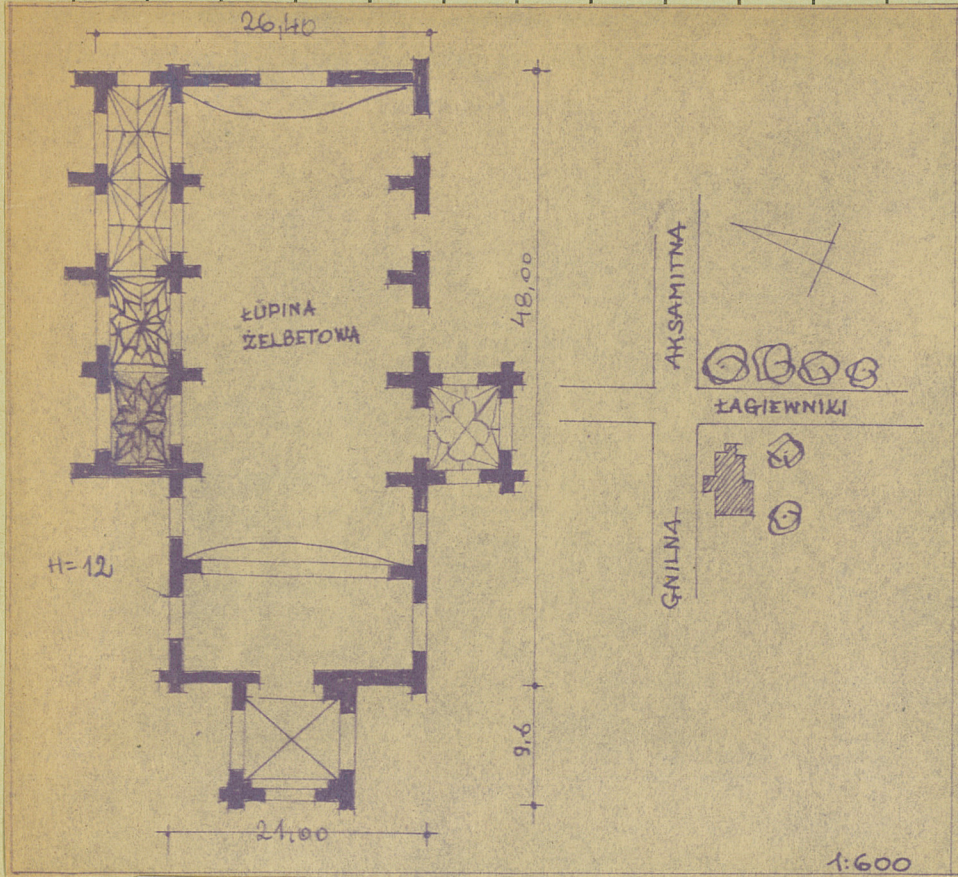 26,40
ŁUPINA
ŻELBETOWA
48,00
AKSAMITNA
ŁAGIEWNIKI
GNILNA
H=12
9,6
21,00
1:600